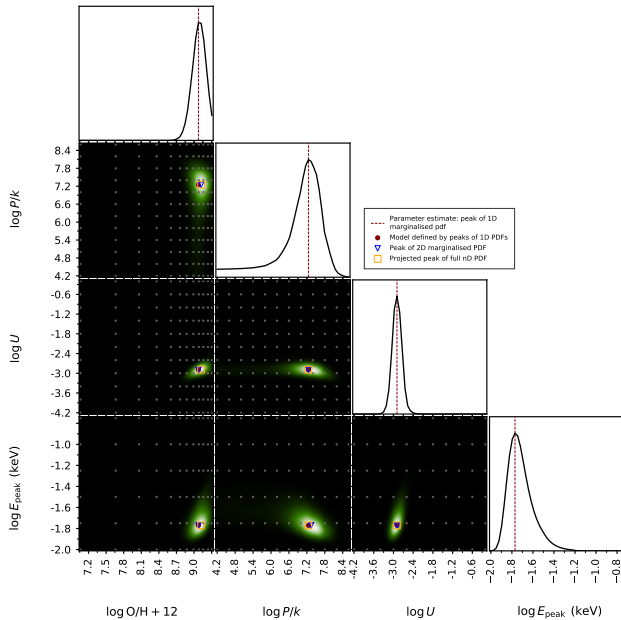 8.4
7.8
7.2
6.6
6.0
5.4
4.8
4.2
log P/k
Parameter estimate: peak of 1D
marginalised pdf
Model defined by peaks of 1D PDFs
Peak of 2D marginalised PDF
Projected peak of full nD PDF
−0.6
−1.2
−1.8
−2.4
−3.0
−3.6
−4.2
log U
−1.0
−1.2
−1.4
−1.6
−1.8
−2.0
log E_peak (keV)
7.2 7.5 7.8 8.1 8.4 8.7 9.0 9.3
4.2 4.8 5.4 6.0 6.6 7.2 7.8 8.4
−4.2 −3.6 −3.0 −2.4 −1.8 −1.2 −0.6
−2.0 −1.8 −1.6 −1.4 −1.2 −1.0 −0.8
log O/H + 12
log P/k
log U
log E_peak (keV)